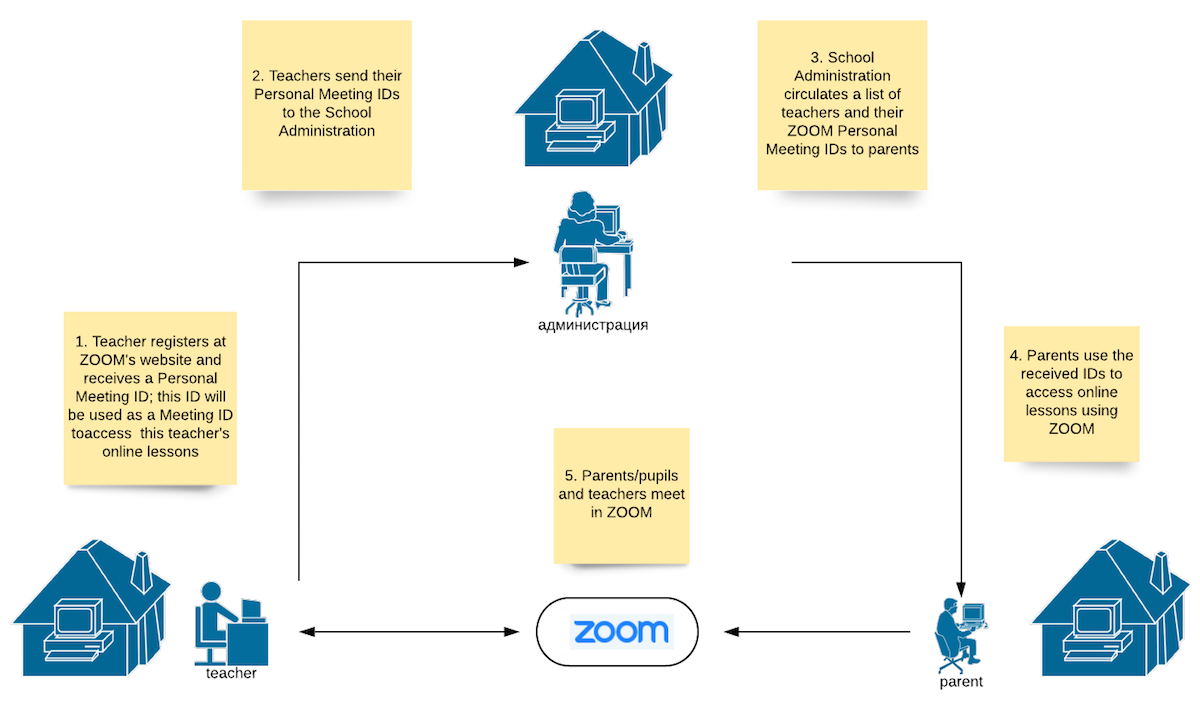 2. Teachers send their
Personal Meeting IDs
to the School
Administration
3. School
Administration
circulates a list of
teachers and their
ZOOM Personal
Meeting IDs to parents
администрация
1. Teacher registers at
ZOOM's website and
receives a Personal
Meeting ID; this ID will
be used as a Meeting ID
toaccess this teacher's
online lessons
4. Parents use the
received IDs to
access online
lessons using
ZOOM
5. Parents/pupils
and teachers meet
in ZOOM
zoom
teacher
parent